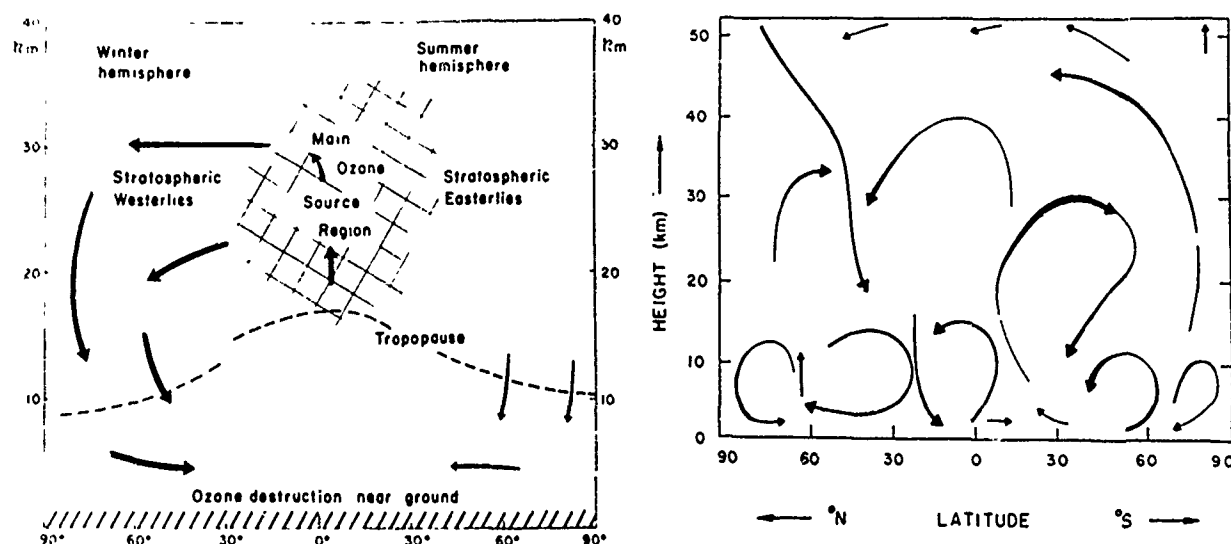 40
km
Winter
hemisphere
Summer
hemisphere
40
km
30
Main
Ozone
Source
Region
30
Stratospheric
Westerlies
Stratospheric
Easterlies
20
20
Tropopause
10
10
Ozone destruction near ground
90° 60° 30° 0° 30° 60° 90°
50
40
30
20
10
0
HEIGHT (km)
90 60 30 0 30 60 90
°N LATITUDE °S